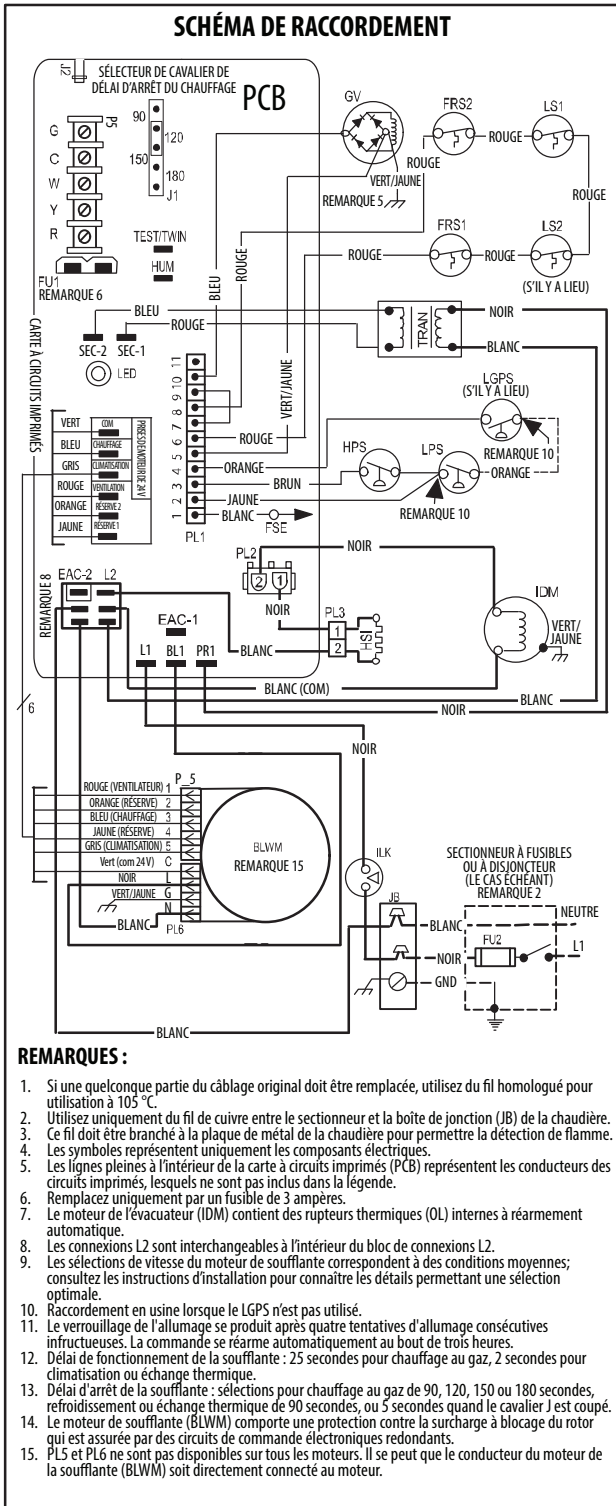 SCHÉMA DE RACCORDEMENT
J2
SÉLECTEUR DE CAVALIER DE
DÉLAI D'ARRÊT DU CHAUFFAGE
PCB
90
120
150
180
J1
P5
G
C
W
Y
R
FU1
REMARQUE 6
TEST/TWIN
HUM
GV
VERT/JAUNE
REMARQUE 5
FRS2
ROUGE
LS1
ROUGE
ROUGE
FRS1
ROUGE
ROUGE
LS2
(S'IL Y A LIEU)
BLEU
ROUGE
VERT/JAUNE
BLEU
ROUGE
SEC-2
SEC-1
LED
TRAN
NOIR
BLANC
CARTE À CIRCUITS IMPRIMÉS
VERT
BLEU
GRIS
ROUGE
ORANGE
JAUNE
COM
CHAUFFAGE
CLIMATISATION
VENTILATION
RÉSERVE 2
RÉSERVE 1
PRISES DE MOTEUR DE 24 V
11
10
9
8
7
6
5
4
3
2
1
PL1
ROUGE
ORANGE
BRUN
JAUNE
BLANC
FSE
LGPS
(S'IL Y A LIEU)
REMARQUE 10
HPS
LPS
ORANGE
REMARQUE 10
REMARQUE 8
EAC-2
L2
PL2
2
1
NOIR
NOIR
PL3
1
2
HSI
BLANC
IDM
VERT/
JAUNE
EAC-1
L1
BL1
PR1
BLANC (COM)
BLANC
NOIR
6
NOIR
P_5
ROUGE (VENTILATEUR) 1
ORANGE (RÉSERVE) 2
BLEU (CHAUFFAGE) 3
JAUNE (RÉSERVE) 4
GRIS (CLIMATISATION) 5
Vert (com 24 V) C
NOIR L
VERT/JAUNE G
N
BLANC
PL6
BLWM
REMARQUE 15
ILK
JB
SECTIONNEUR À FUSIBLES
OU À DISJONCTEUR
(LE CAS ÉCHÉANT)
REMARQUE 2
BLANC
NEUTRE
NOIR
FU2
L1
GND
BLANC
REMARQUES :
1. Si une quelconque partie du câblage original doit être remplacée, utilisez du fil homologué pour
utilisation à 105 °C.
2. Utilisez uniquement du fil de cuivre entre le sectionneur et la boîte de jonction (JB) de la chaudière.
3. Ce fil doit être branché à la plaque de métal de la chaudière pour permettre la détection de flamme.
4. Les symboles représentent uniquement les composants électriques.
5. Les lignes pleines à l'intérieur de la carte à circuits imprimés (PCB) représentent les conducteurs des
circuits imprimés, lesquels ne sont pas inclus dans la légende.
6. Remplacez uniquement par un fusible de 3 ampères.
7. Le moteur de l'évacuateur (IDM) contient des rupteurs thermiques (OL) internes à réarmement
automatique.
8. Les connexions L2 sont interchangeables à l'intérieur du bloc de connexions L2.
9. Les sélections de vitesse du moteur de soufflante correspondent à des conditions moyennes;
consultez les instructions d'installation pour connaître les détails permettant une sélection
optimale.
10. Raccordement en usine lorsque le LGPS n'est pas utilisé.
11. Le verrouillage de l'allumage se produit après quatre tentatives d'allumage consécutives
infructueuses. La commande se réarme automatiquement au bout de trois heures.
12. Délai de fonctionnement de la soufflante : 25 secondes pour chauffage au gaz, 2 secondes pour
climatisation ou échange thermique.
13. Délai d'arrêt de la soufflante : sélections pour chauffage au gaz de 90, 120, 150 ou 180 secondes,
refroidissement ou échange thermique de 90 secondes, ou 5 secondes quand le cavalier J est coupé.
14. Le moteur de soufflante (BLWM) comporte une protection contre la surcharge à blocage du rotor
qui est assurée par des circuits de commande électroniques redondants.
15. PL5 et PL6 ne sont pas disponibles sur tous les moteurs. Il se peut que le conducteur du moteur de
la soufflante (BLWM) soit directement connecté au moteur.